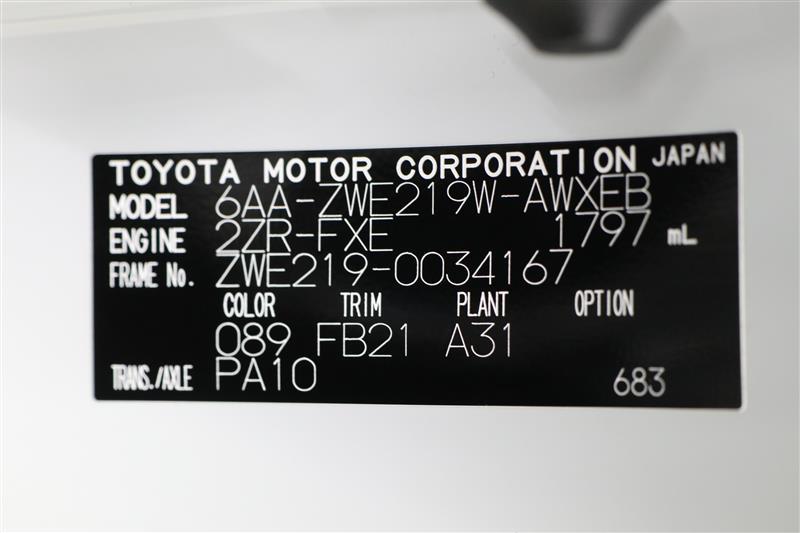 TOYOTA MOTOR CORPORATION JAPAN
MODEL 6AA-ZWE219W-AWXEB
ENGINE 2ZR-FXE 1797 mL
FRAME No. ZWE219-0034167
COLOR TRIM PLANT OPTION
089 FB21 A31
TRANS./AXLE PA10 683